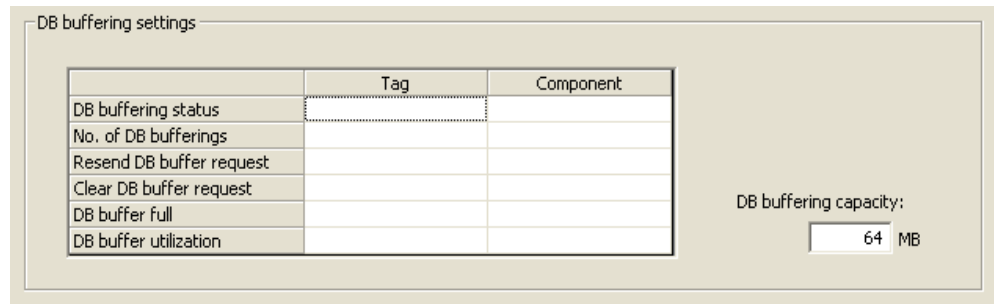 DB buffering settings
Tag Component
DB buffering status
No. of DB bufferings
Resend DB buffer request
Clear DB buffer request
DB buffer full
DB buffer utilization
DB buffering capacity:
64 MB